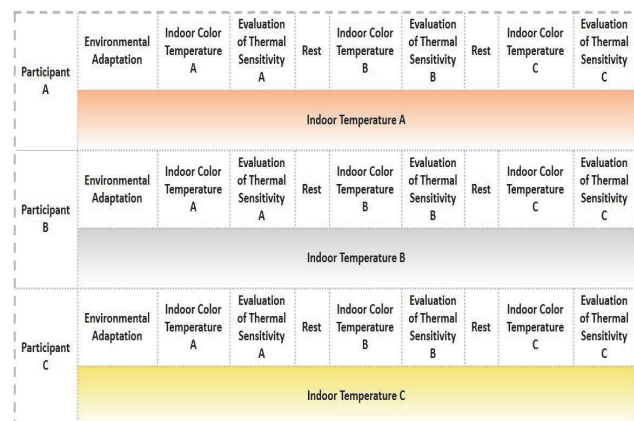 Participant
A
Environmental
Adaptation
Indoor Color
Temperature
A
Evaluation
of Thermal
Sensitivity
A
Rest
Indoor Color
Temperature
B
Evaluation
of Thermal
Sensitivity
B
Rest
Indoor Color
Temperature
C
Evaluation
of Thermal
Sensitivity
C
Indoor Temperature A
Participant
B
Environmental
Adaptation
Indoor Color
Temperature
A
Evaluation
of Thermal
Sensitivity
A
Rest
Indoor Color
Temperature
B
Evaluation
of Thermal
Sensitivity
B
Rest
Indoor Color
Temperature
C
Evaluation
of Thermal
Sensitivity
C
Indoor Temperature B
Participant
C
Environmental
Adaptation
Indoor Color
Temperature
A
Evaluation
of Thermal
Sensitivity
A
Rest
Indoor Color
Temperature
B
Evaluation
of Thermal
Sensitivity
B
Rest
Indoor Color
Temperature
C
Evaluation
of Thermal
Sensitivity
C
Indoor Temperature C